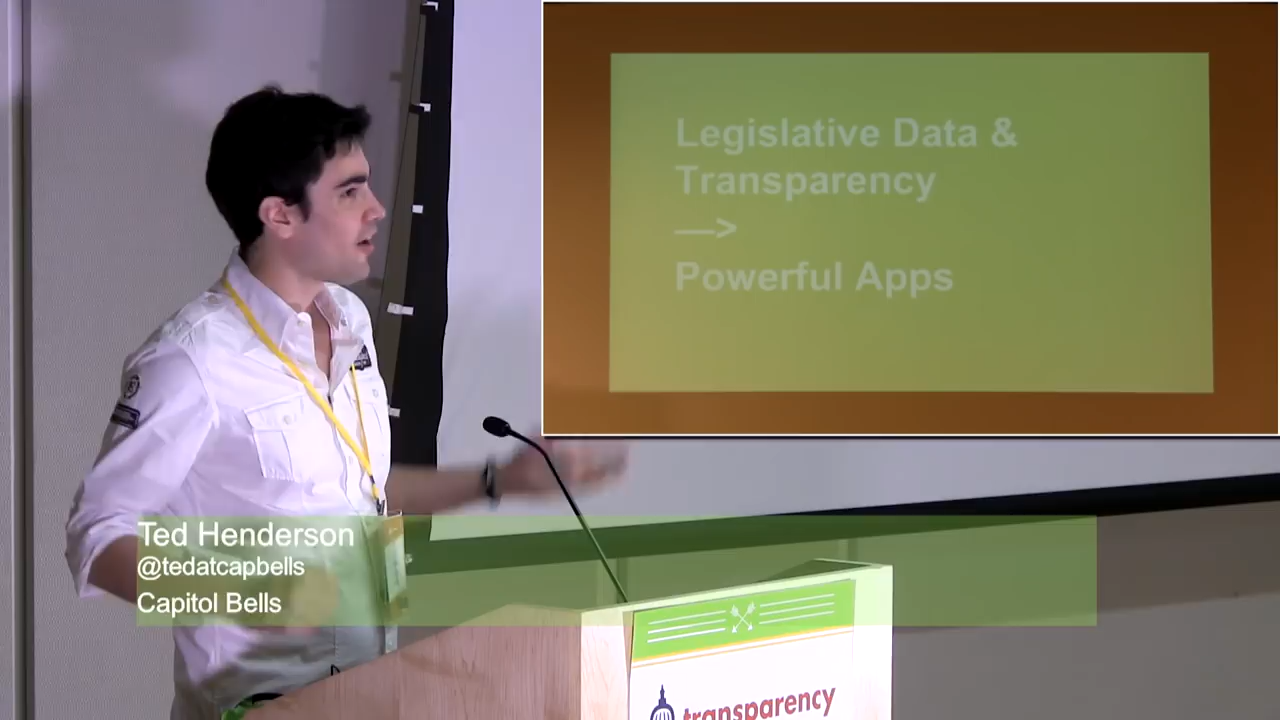 Legislative Data &
Transparency
—>
Powerful Apps
Ted Henderson
@tedatcapbells
Capitol Bells
transparency